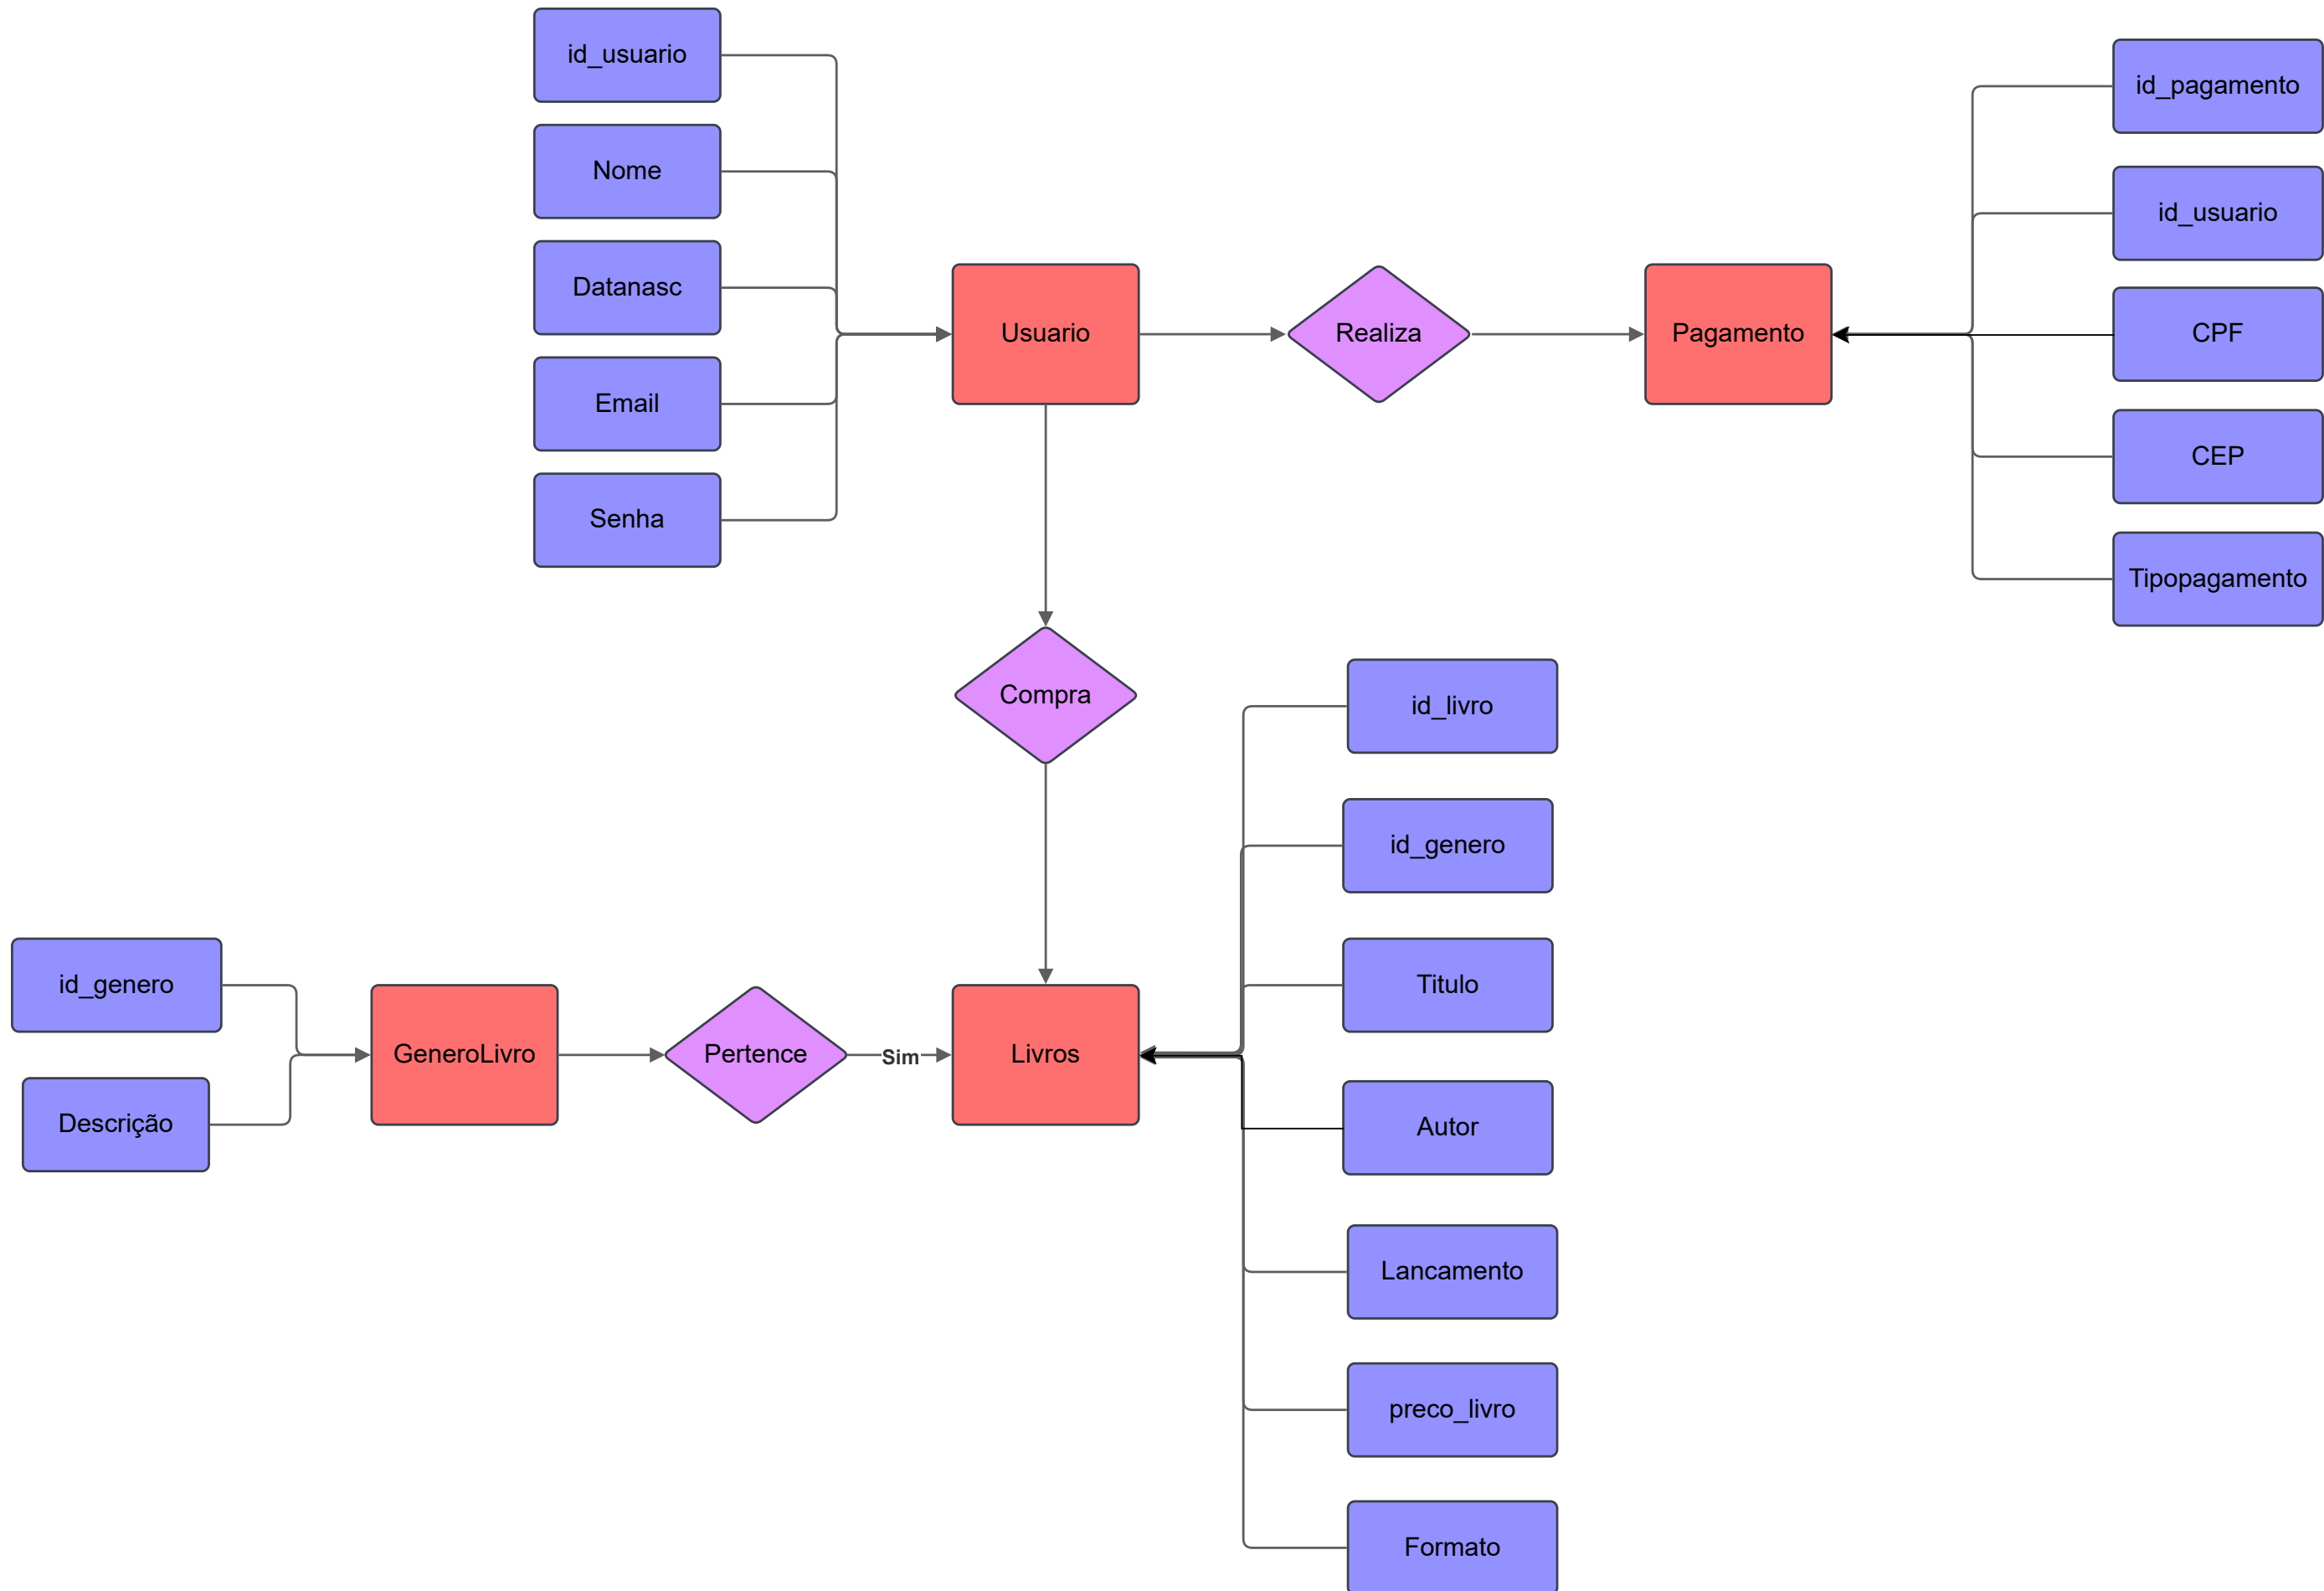 id_usuario
Nome
Datanasc
Email
Senha
Usuario
Realiza
Pagamento
id_pagamento
id_usuario
CPF
CEP
Tipopagamento
Compra
id_livro
id_genero
Titulo
Autor
Lancamento
preco_livro
Formato
id_genero
Descrição
GeneroLivro
Pertence
Sim
Livros